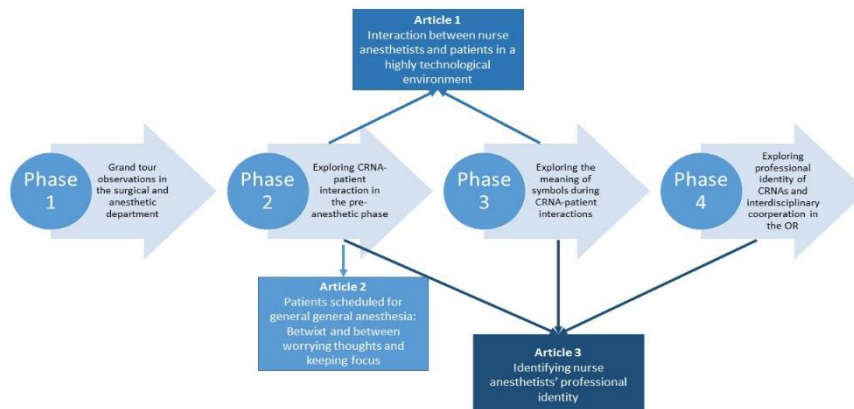 Article 1
Interaction between nurse
anesthetists and patients in a
highly technological
environment
Phase
1
Grand tour
observations in
the surgical and
anesthetic
department
Phase
2
Exploring CRNA-
patient
interaction in
the pre-
anesthetic phase
Phase
3
Exploring the
meaning of
symbols during
CRNA-patient
interactions
Phase
4
Exploring
professional
identity of
CRNAs and
interdisciplinary
coorperation in
the OR
Article 2
Patients scheduled for
general general anesthesia:
Betwixt and between
worrying thoughts and
keeping focus
Article 3
Identifying nurse
anesthetists’ professional
identity